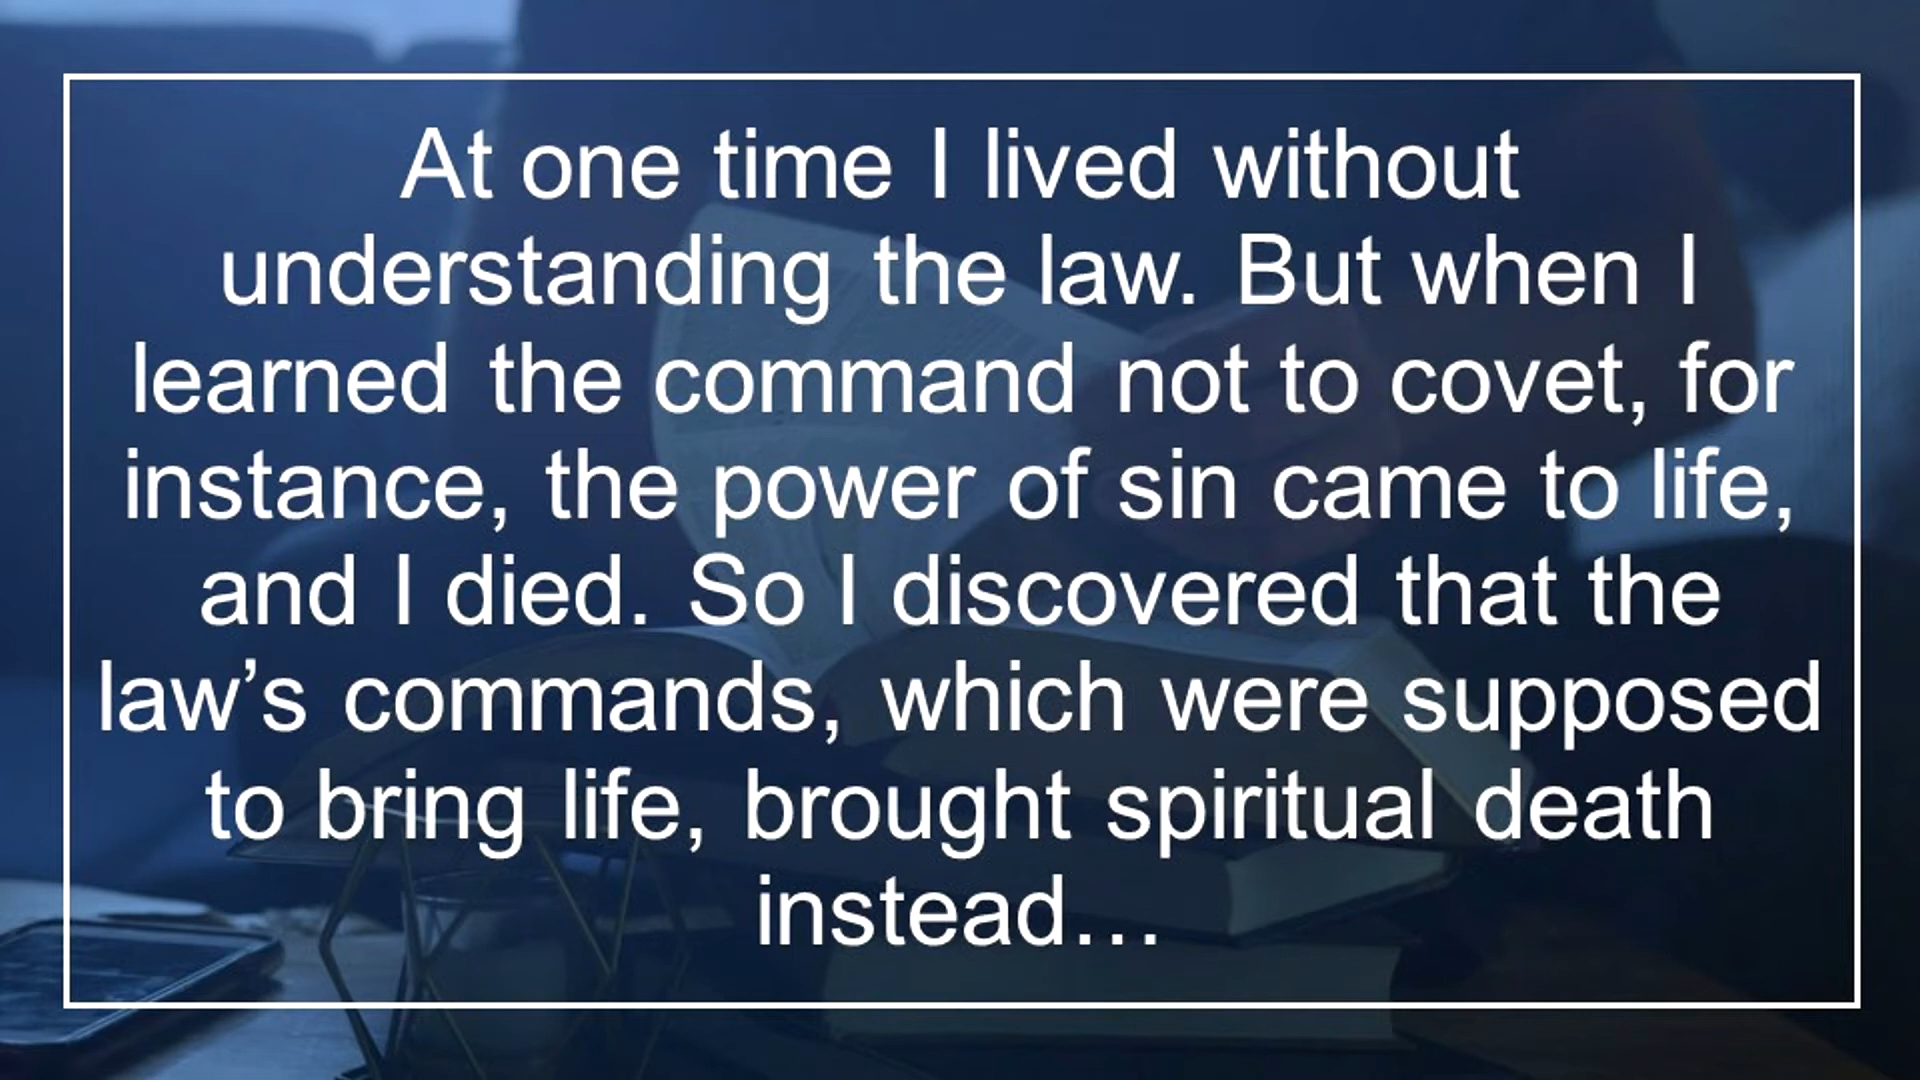 At one time I lived without
understanding the law. But when I
learned the command not to covet, for
instance, the power of sin came to life,
and I died. So I discovered that the
law’s commands, which were supposed
to bring life, brought spiritual death
instead…